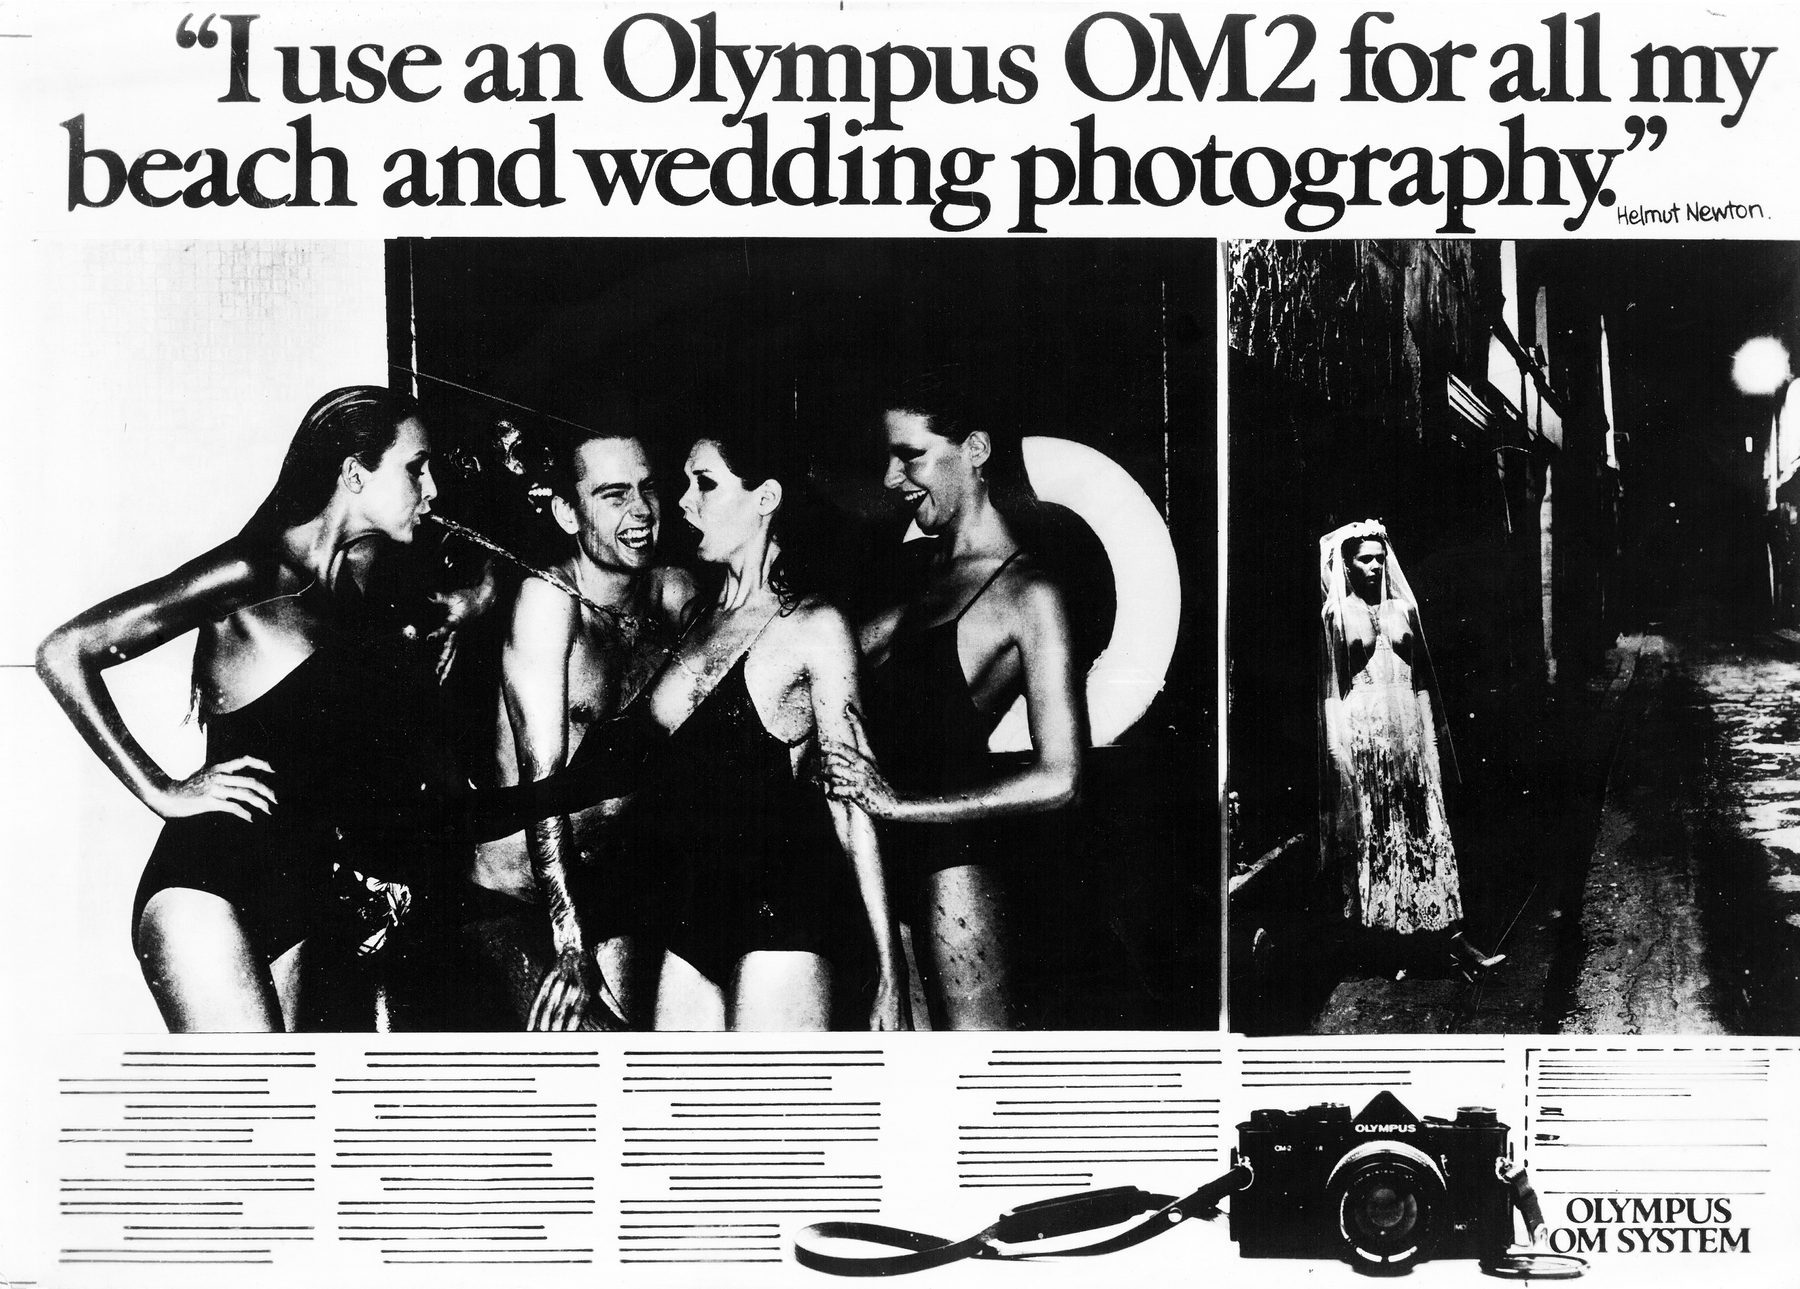 “I use an Olympus OM2 for all my
beach and wedding photography.”
Helmut Newton.
OLYMPUS
OM-2
OLYMPUS
OM SYSTEM